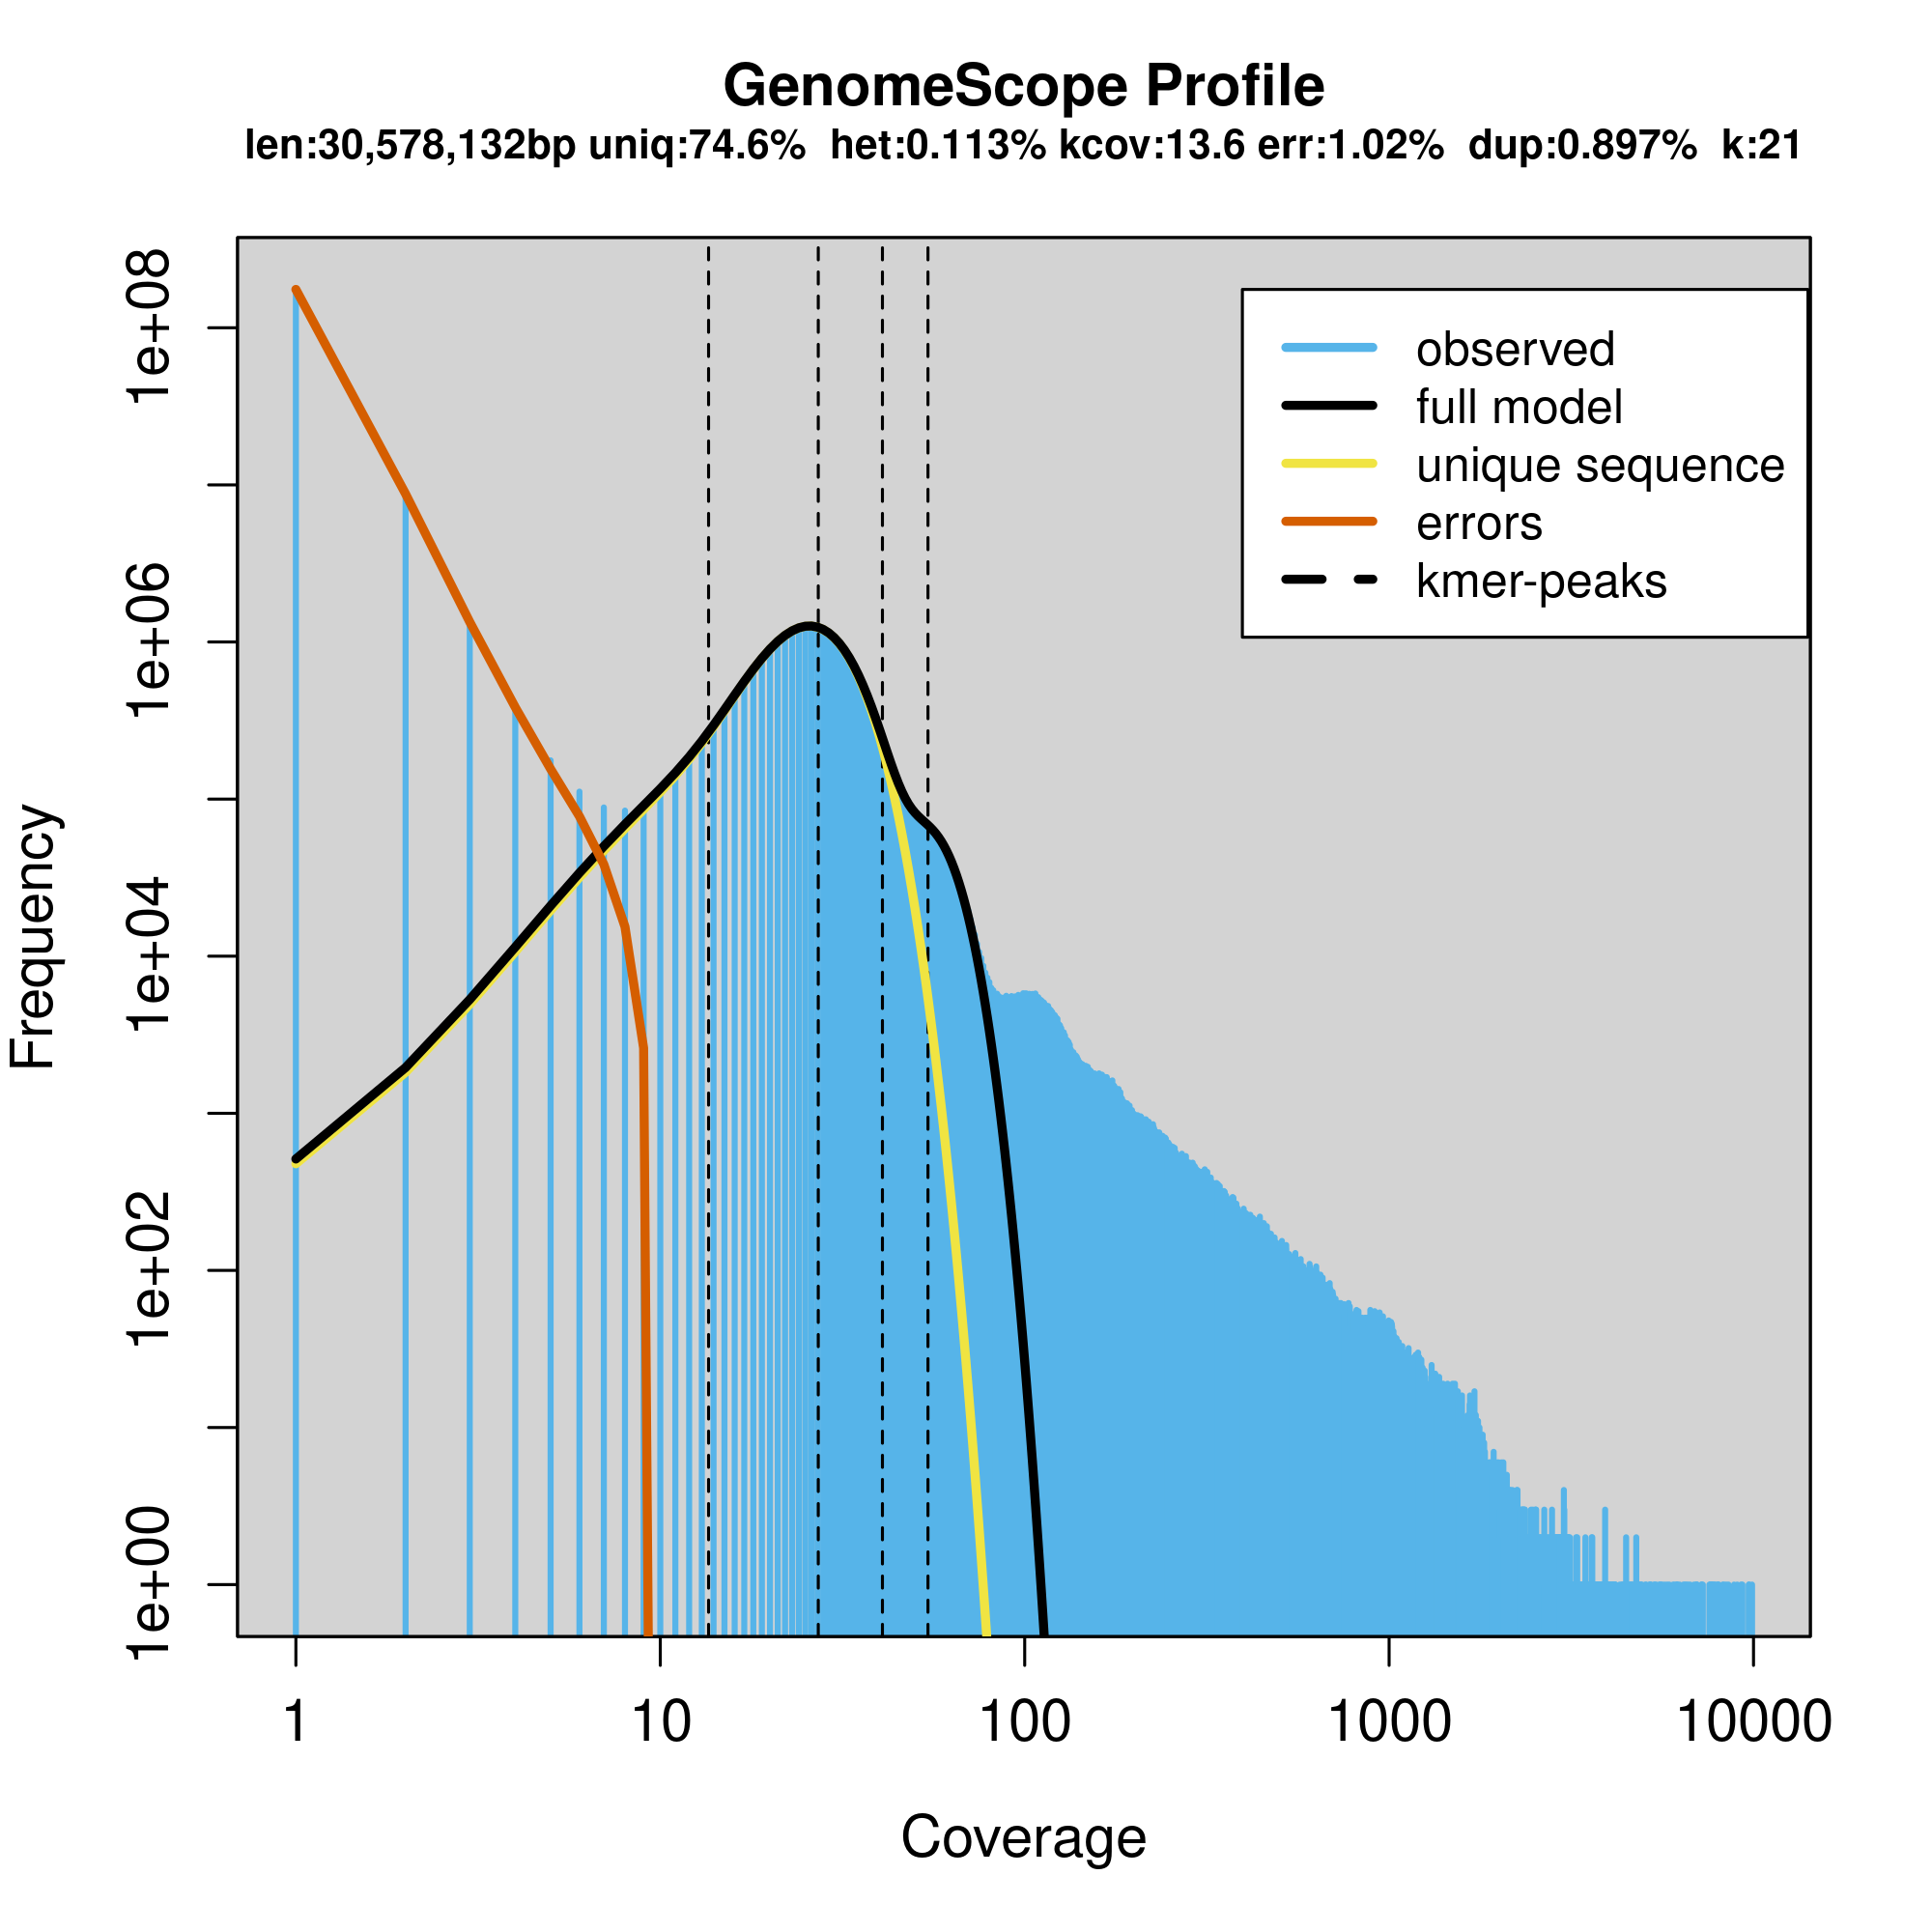 GenomeScope Profile
len:30,578,132bp uniq:74.6% het:0.113% kcov:13.6 err:1.02% dup:0.897% k:21
1e+08
1e+06
1e+04
1e+02
1e+00
Frequency
observed
full model
unique sequence
errors
kmer-peaks
1 10 100 1000 10000
Coverage